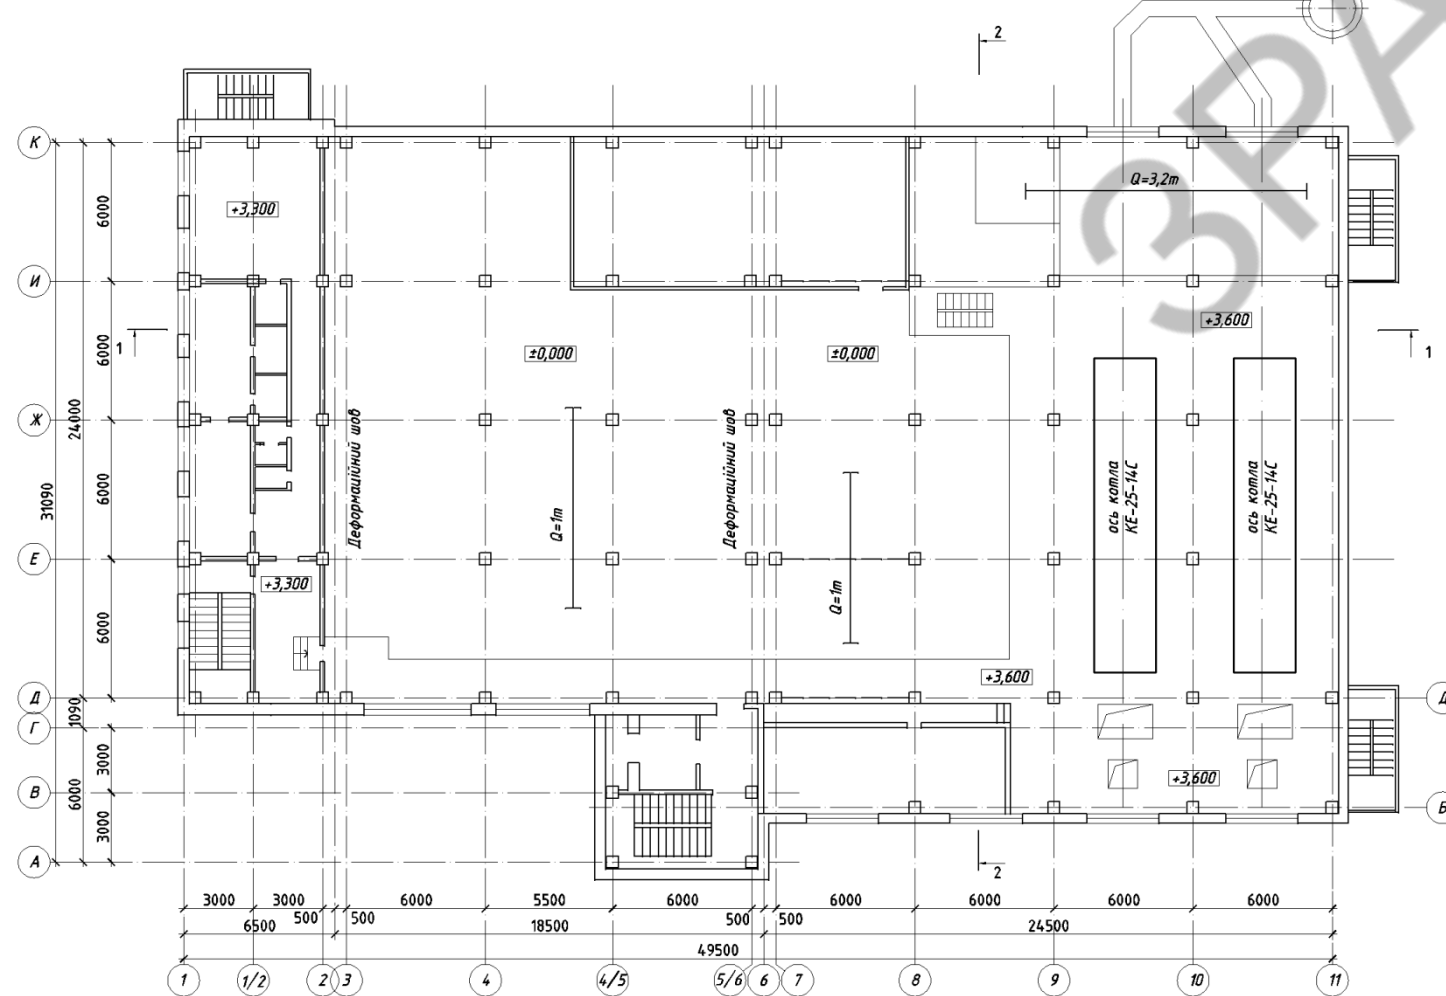 2
ЗРА
К
Q=3,2т
+3,300
6000
И
+3,600
1
6000
±0,000
±0,000
1
Ж
24000
Деформаційний шов
Деформаційний шов
31090
6000
Q=1т
ось котла
КЕ-25-14С
ось котла
КЕ-25-14С
Е
+3,300
Q=1т
6000
+3,600
Д
1090
Д
Г
3000
+3,600
6000
В
Б
3000
А
2
3000
3000
6000
5500
6000
6000
6000
6000
6000
500
500
500
500
6500
18500
24500
49500
1
1/2
2
3
4
4/5
5/6
6
7
8
9
10
11